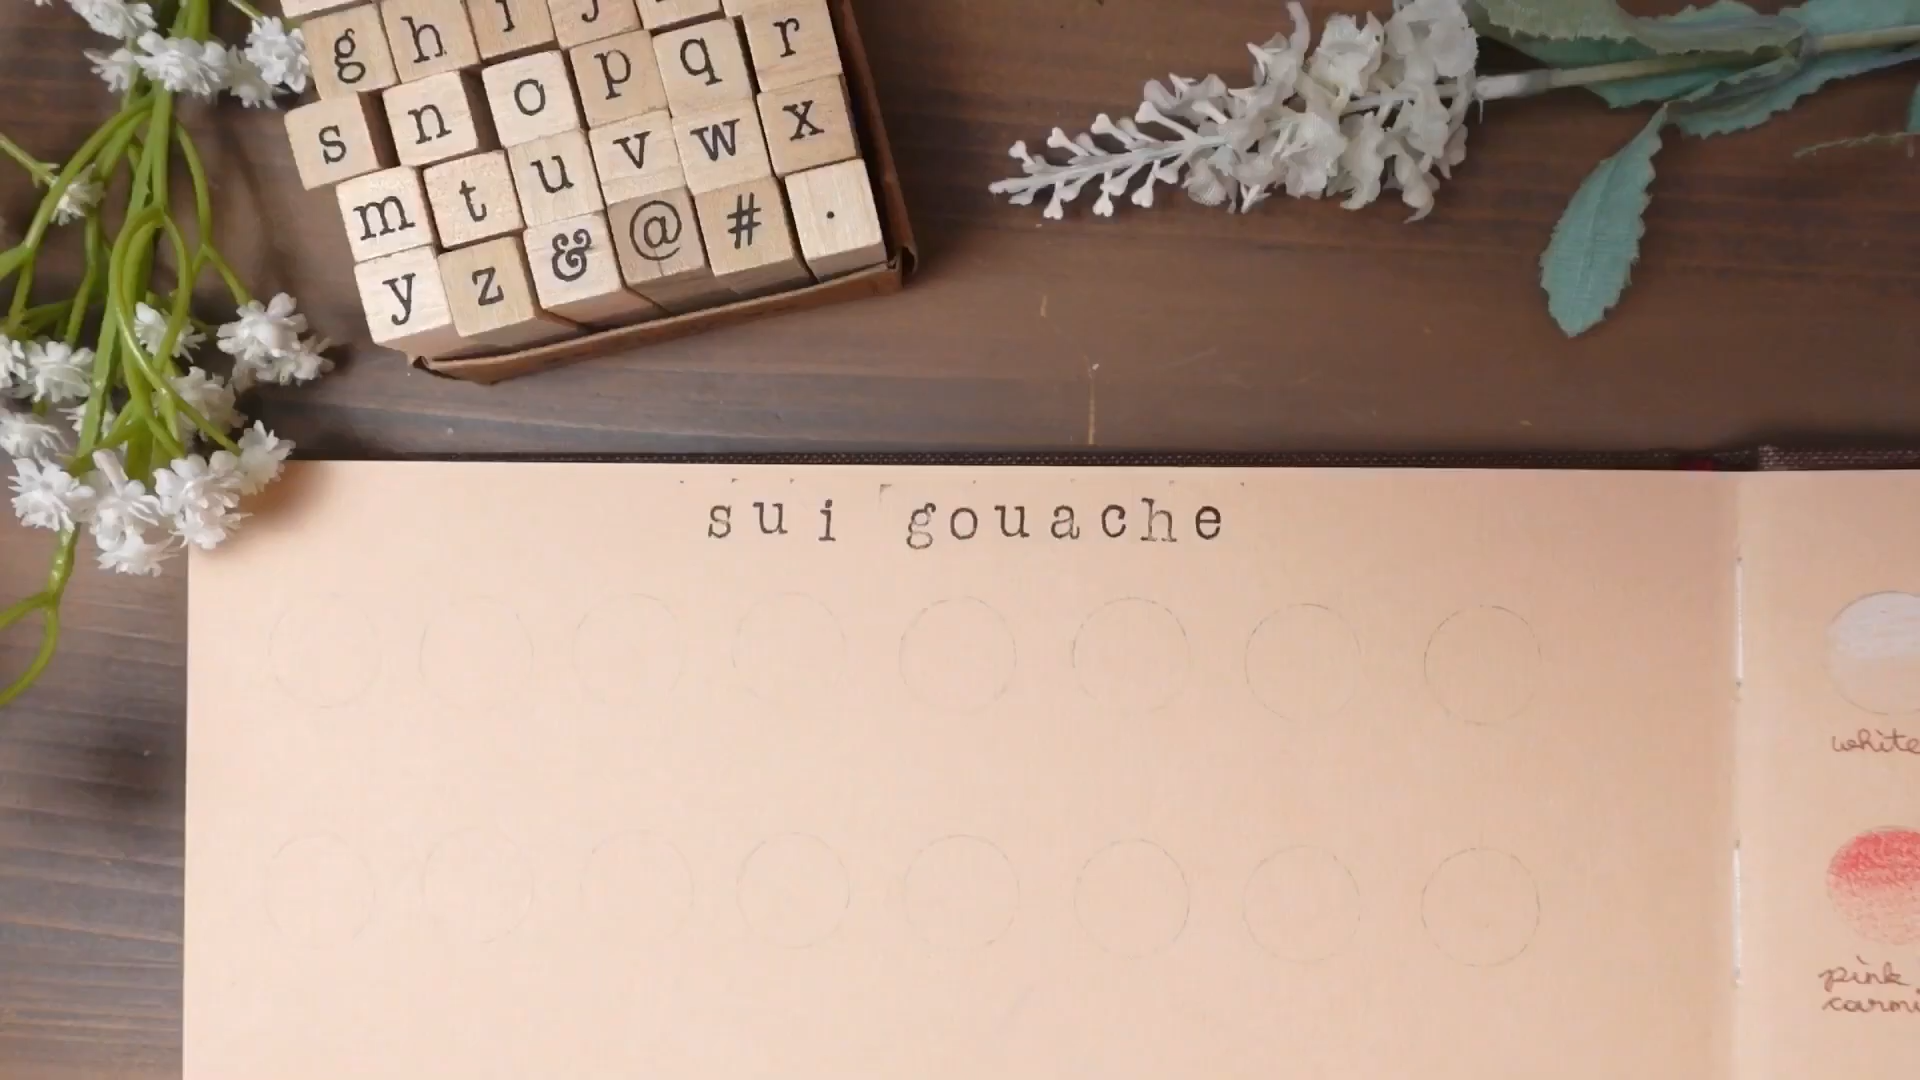 g h i j
s n o p q r
m t u v w x
y z & @ # .
sui gouache
white
pink